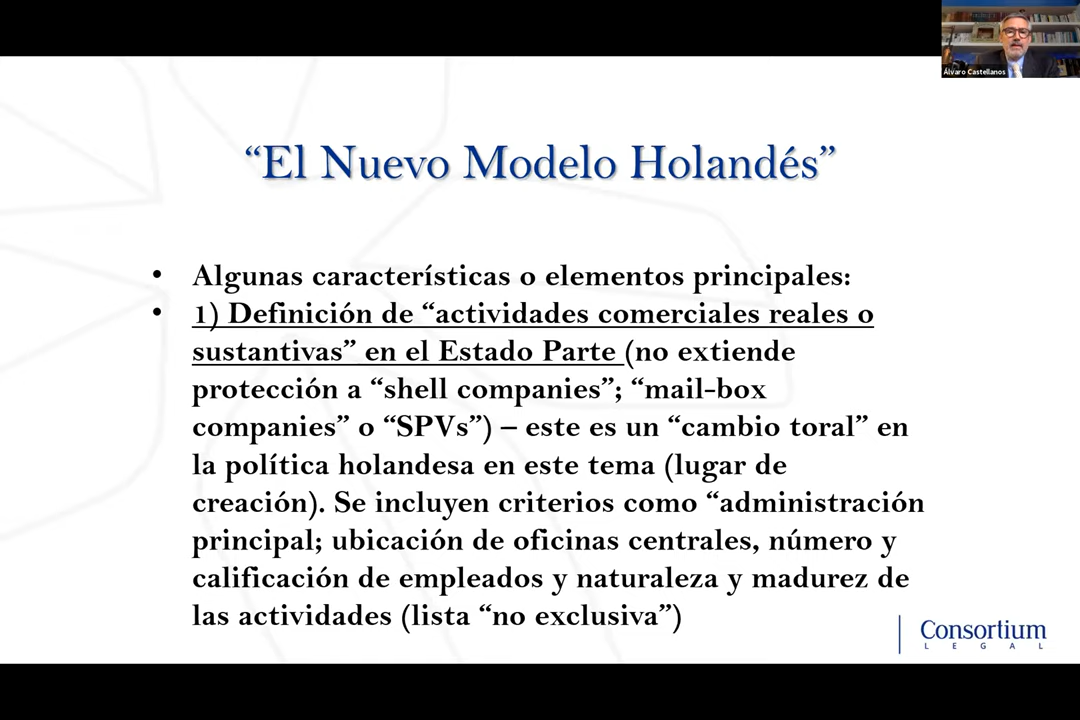 Álvaro Castellanos
“El Nuevo Modelo Holandés”
• Algunas características o elementos principales:
• 1) Definición de “actividades comerciales reales o
sustantivas” en el Estado Parte (no extiende
protección a “shell companies”; “mail-box
companies” o “SPVs”) – este es un “cambio toral” en
la política holandesa en este tema (lugar de
creación). Se incluyen criterios como “administración
principal; ubicación de oficinas centrales, número y
calificación de empleados y naturaleza y madurez de
las actividades (lista “no exclusiva”)
Consortium
LEGAL